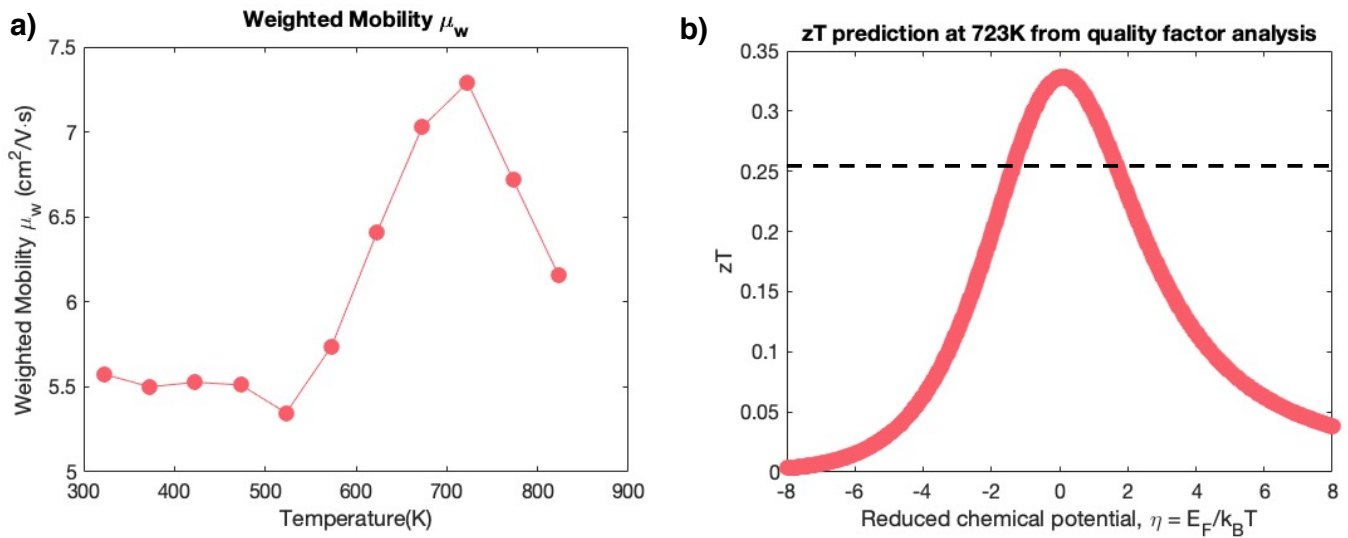 a)
Weighted Mobility μw
7.5
7
6.5
6
5.5
5
Weighted Mobility μw (cm²/V·s)
300 400 500 600 700 800 900
Temperature(K)
b)
zT prediction at 723K from quality factor analysis
0.35
0.3
0.25
0.2
0.15
0.1
0.05
0
zT
-8 -6 -4 -2 0 2 4 6 8
Reduced chemical potential, η = EF/kBT